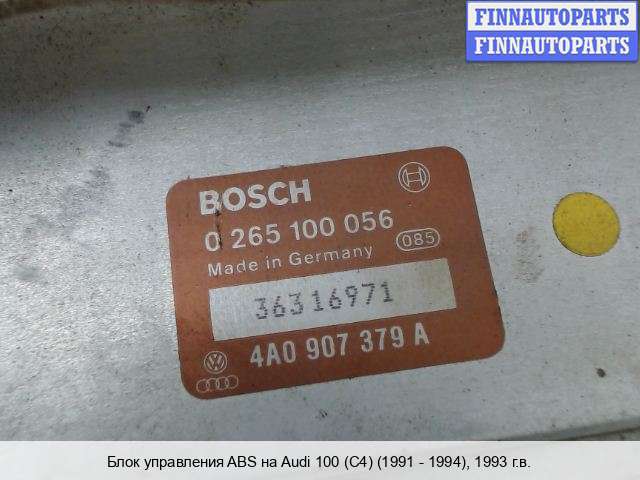 FINNAUTOPARTS
FINNAUTOPARTS
BOSCH
0 265 100 056
Made in Germany
085
36316971
4A0 907 379 A
Блок управления ABS на Audi 100 (C4) (1991 - 1994), 1993 г.в.